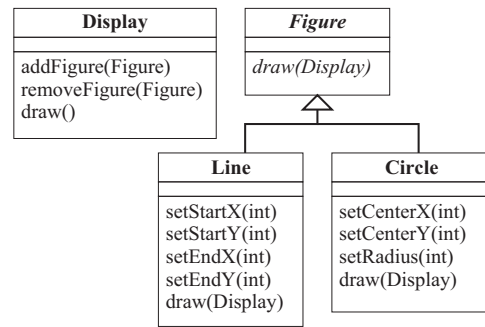 Display
addFigure(Figure)
removeFigure(Figure)
draw()
Figure
draw(Display)
Line
setStartX(int)
setStartY(int)
setEndX(int)
setEndY(int)
draw(Display)
Circle
setCenterX(int)
setCenterY(int)
setRadius(int)
draw(Display)